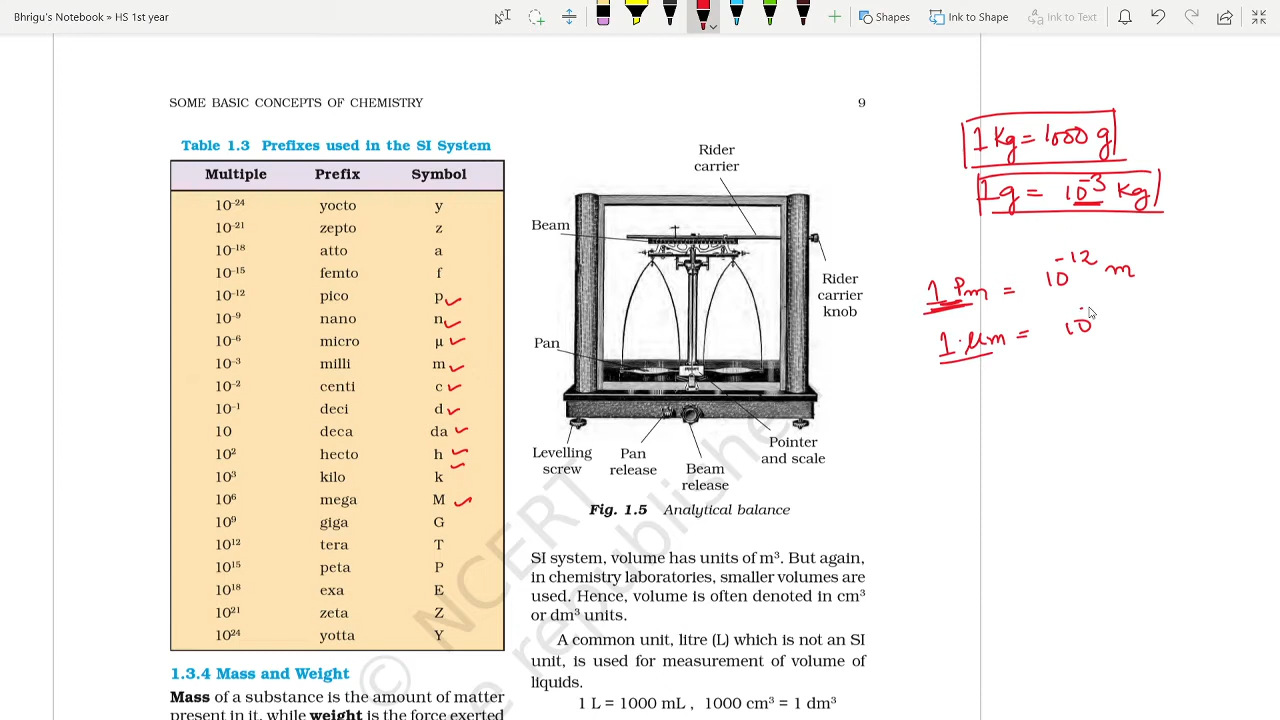 Bhrigu's Notebook » HS 1st year
Shapes
Ink to Shape
Ink to Text
SOME BASIC CONCEPTS OF CHEMISTRY 9
Table 1.3 Prefixes used in the SI System
Multiple Prefix Symbol
10⁻²⁴ yocto y
10⁻²¹ zepto z
10⁻¹⁸ atto a
10⁻¹⁵ femto f
10⁻¹² pico p
10⁻⁹ nano n
10⁻⁶ micro μ
10⁻³ milli m
10⁻² centi c
10⁻¹ deci d
10 deca da
10² hecto h
10³ kilo k
10⁶ mega M
10⁹ giga G
10¹² tera T
10¹⁵ peta P
10¹⁸ exa E
10²¹ zeta Z
10²⁴ yotta Y
1.3.4 Mass and Weight
Mass of a substance is the amount of matter
present in it, while weight is the force exerted
Rider
carrier
Beam
Rider
carrier
knob
Pan
Levelling
screw
Pan
release
Beam
release
Pointer
and scale
Fig. 1.5 Analytical balance
SI system, volume has units of m³. But again,
in chemistry laboratories, smaller volumes are
used. Hence, volume is often denoted in cm³
or dm³ units.
A common unit, litre (L) which is not an SI
unit, is used for measurement of volume of
liquids.
1 L = 1000 mL , 1000 cm³ = 1 dm³
1 Kg = 1000 g
1g = 10⁻³ Kg
1 Pm = 10⁻¹² m
1 μm = 10
© NCERT
republishe